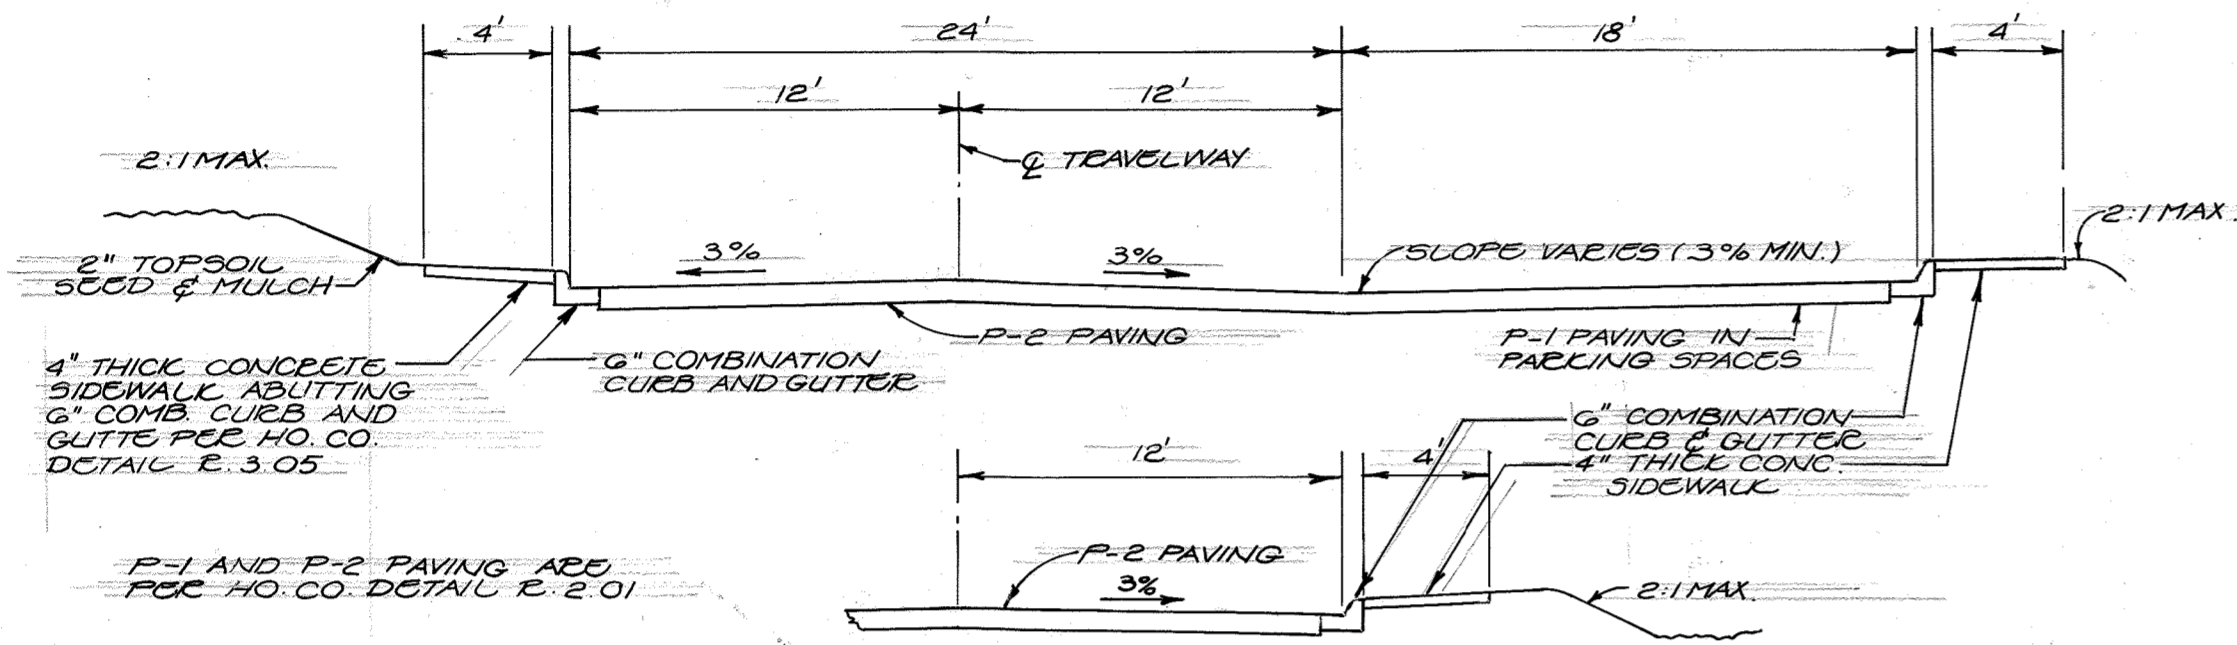 4' 24' 18' 4'
12' 12'
2:1 MAX.
℄ TRAVELWAY
2:1 MAX.
3% 3%
SLOPE VARIES (3% MIN.)
2" TOPSOIL
SEED & MULCH
P-2 PAVING
P-1 PAVING IN
PARKING SPACES
4" THICK CONCRETE
SIDEWALK ABUTTING
6" COMB. CURB AND
GUTTE PER HO. CO.
DETAIL R. 3 05
6" COMBINATION
CURB AND GUTTER
6" COMBINATION
CURB & GUTTER
4" THICK CONC.
SIDEWALK
12' 4'
P-2 PAVING
3%
2:1 MAX.
P-1 AND P-2 PAVING ARE
PER HO. CO. DETAIL R. 2 01